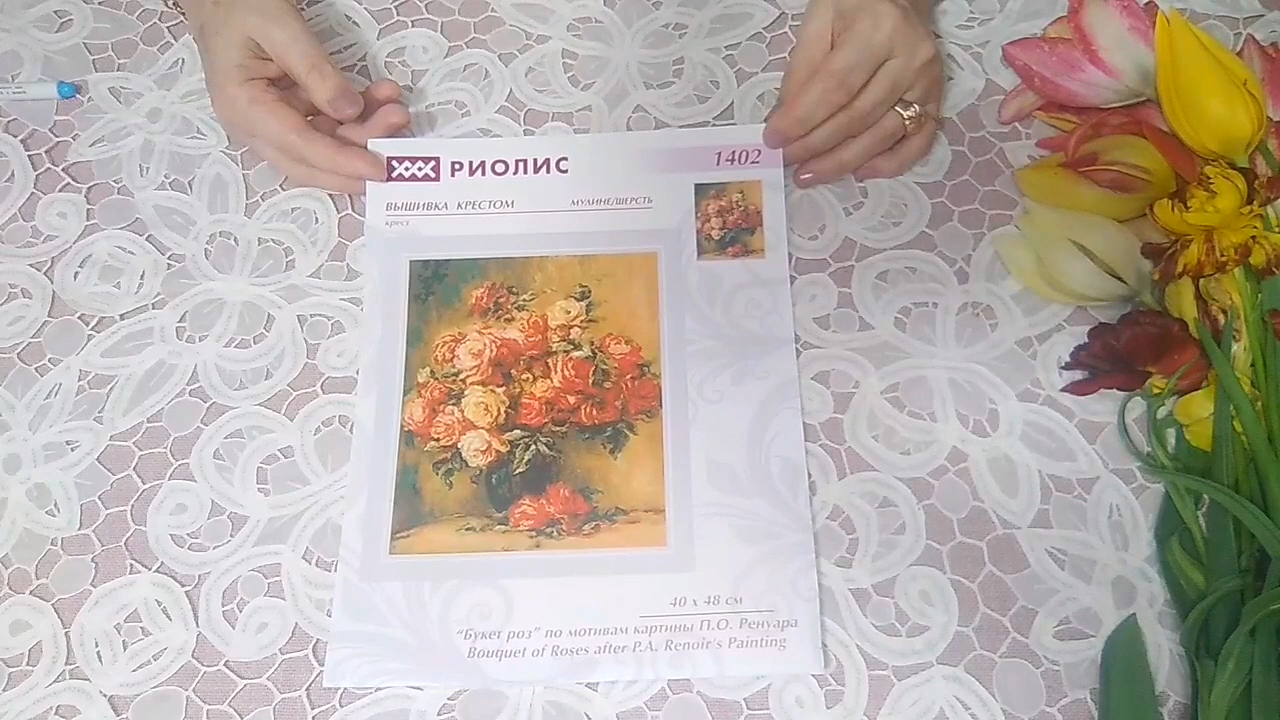 РИОЛИС
1402
ВЫШИВКА КРЕСТОМ
МУЛИНЕ/ШЕРСТЬ
крест
40 x 48 см
"Букет роз" по мотивам картины П.О. Ренуара
Bouquet of Roses after P.A. Renoir's Painting